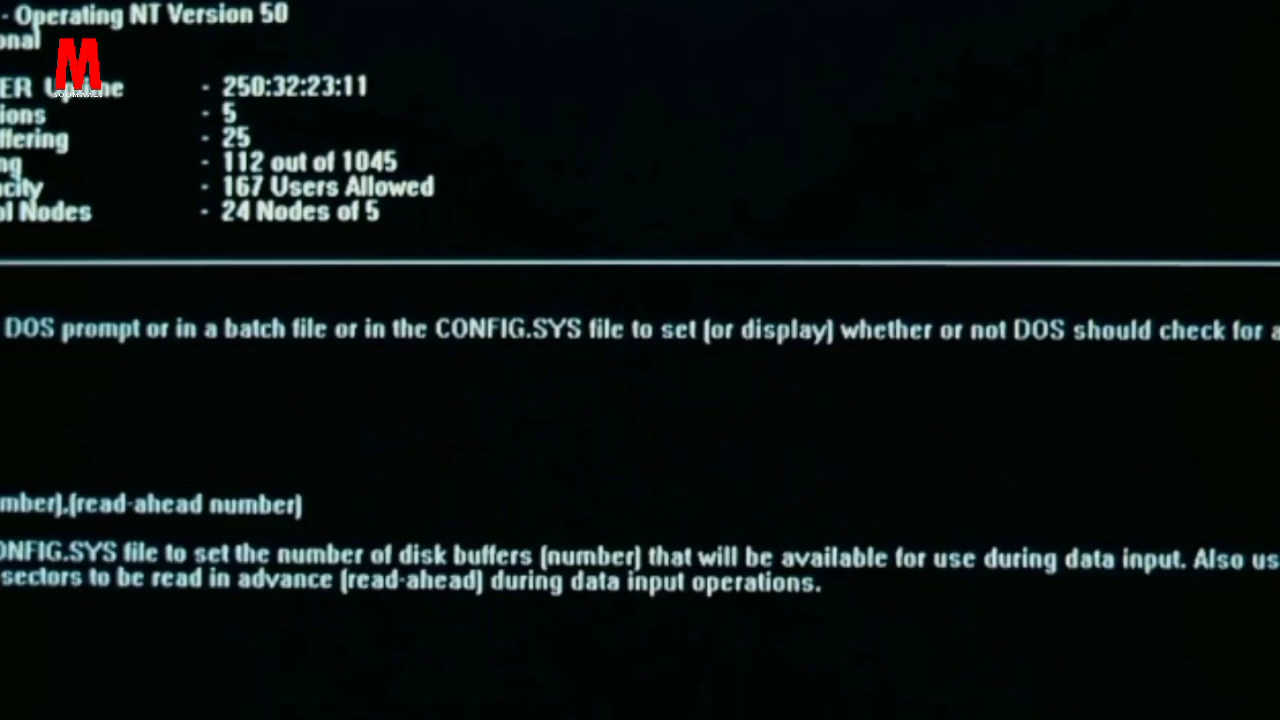 - Operating NT Version 50
onal
M
ER Uptime - 250:32:23:11
ions - 5
ffering - 25
ng - 112 out of 1045
acity - 167 Users Allowed
ol Nodes - 24 Nodes of 5
DOS prompt or in a batch file or in the CONFIG.SYS file to set (or display) whether or not DOS should check for a
mber),(read-ahead number)
ONFIG.SYS file to set the number of disk buffers (number) that will be available for use during data input. Also us
sectors to be read in advance (read-ahead) during data input operations.